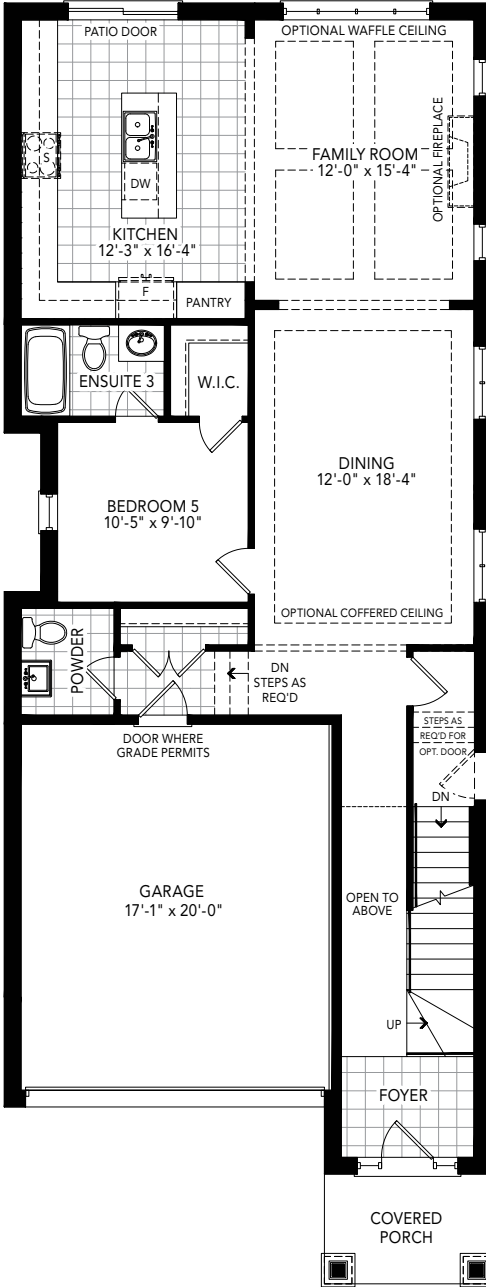 PATIO DOOR
OPTIONAL WAFFLE CEILING
OPTIONAL FIREPLACE
S
DW
FAMILY ROOM
12'-0" x 15'-4"
KITCHEN
12'-3" x 16'-4"
F
PANTRY
ENSUITE 3
W.I.C.
DINING
12'-0" x 18'-4"
BEDROOM 5
10'-5" x 9'-10"
OPTIONAL COFFERED CEILING
POWDER
DN
STEPS AS
REQ'D
DOOR WHERE
GRADE PERMITS
STEPS AS
REQ'D FOR
OPT. DOOR
DN
GARAGE
17'-1" x 20'-0"
OPEN TO
ABOVE
UP
FOYER
COVERED
PORCH